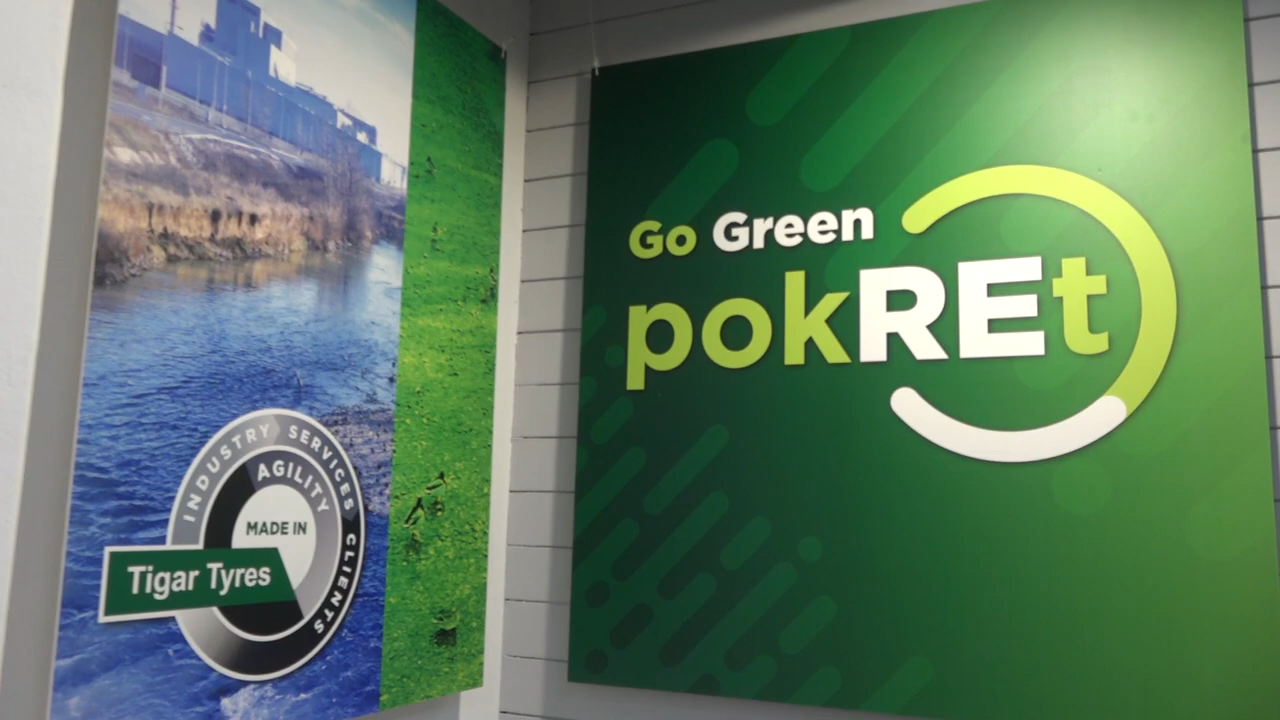 INDUSTRY SERVICES CLIENTS
AGILITY
MADE IN
Tigar Tyres
Go Green
pokREt